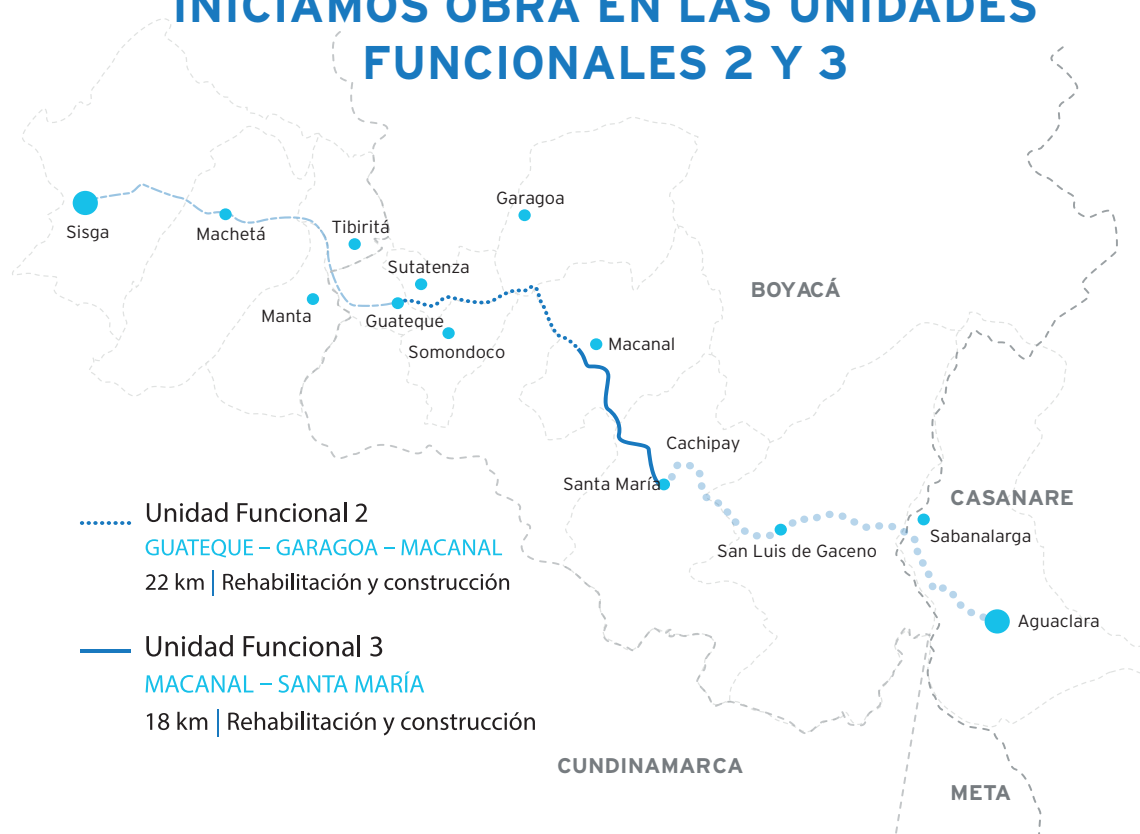 INICIAMOS OBRA EN LAS UNIDADES
FUNCIONALES 2 Y 3
Garagoa
Sisga
Machetá
Tibiritá
Sutatenza
BOYACÁ
Manta
Guateque
Somondoco
Macanal
Cachipay
Santa María
CASANARE
San Luis de Gaceno
Sabanalarga
Aguaclara
Unidad Funcional 2
GUATEQUE – GARAGOA – MACANAL
22 km | Rehabilitación y construcción
Unidad Funcional 3
MACANAL – SANTA MARÍA
18 km | Rehabilitación y construcción
CUNDINAMARCA
META